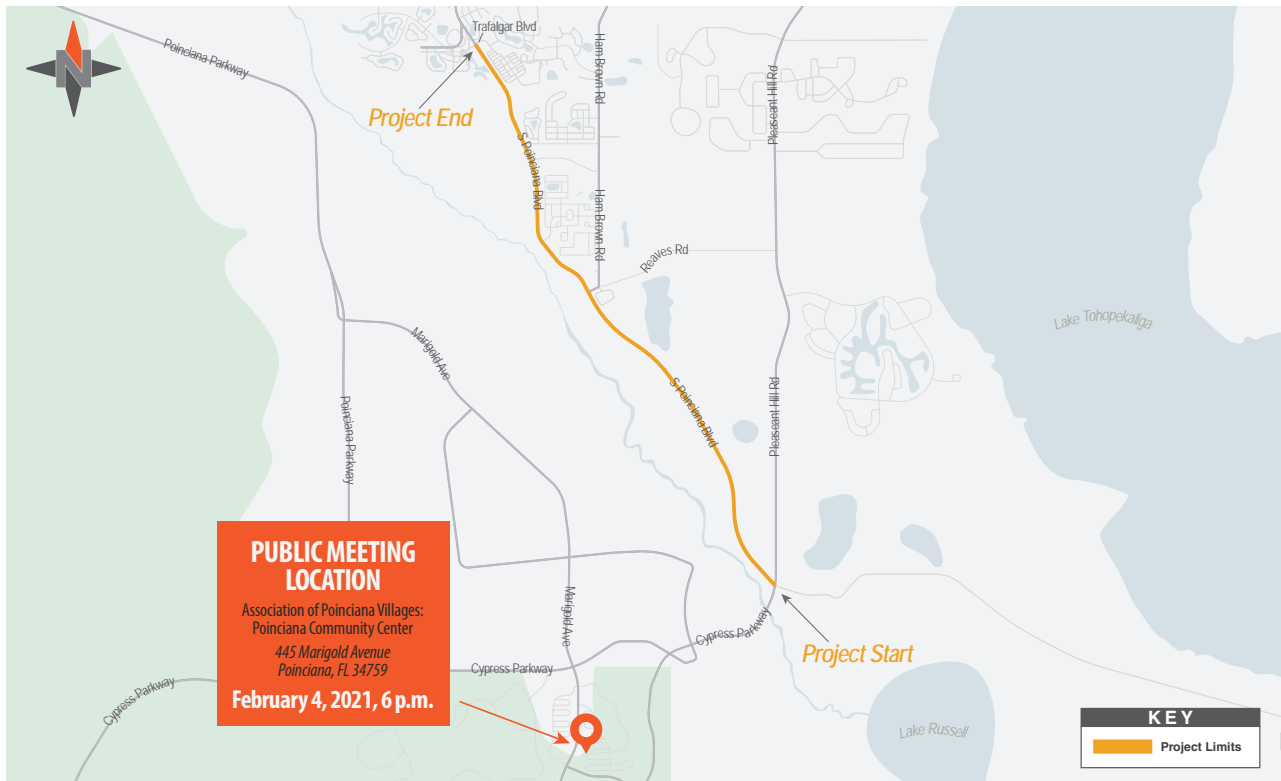 Trafalgar Blvd
Poinciana Parkway
Ham Brown Rd
Pleasant Hill Rd
N
Project End
S Poinciana Blvd
Ham Brown Rd
Reaves Rd
Lake Tohopekaliga
Marigold Ave
Poinciana Parkway
S Poinciana Blvd
Pleasant Hill Rd
PUBLIC MEETING
LOCATION
Association of Poinciana Villages:
Poinciana Community Center
445 Marigold Avenue
Poinciana, FL 34759
February 4, 2021, 6 p.m.
Marigold Ave
Cypress Parkway
Project Start
Cypress Parkway
Cypress Parkway
Lake Russell
KEY
Project Limits